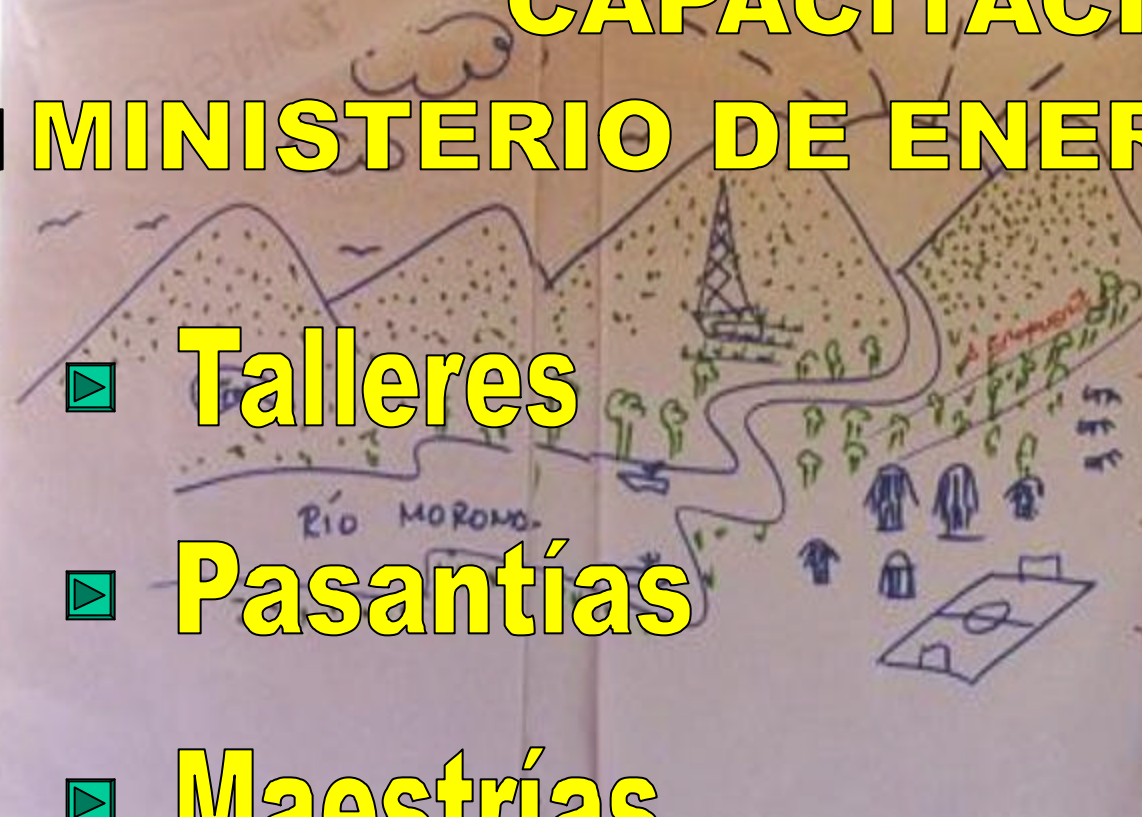 CAPACITACI
MINISTERIO DE ENER
Talleres
RÍO MORONA.
Pasantías
Maestrías